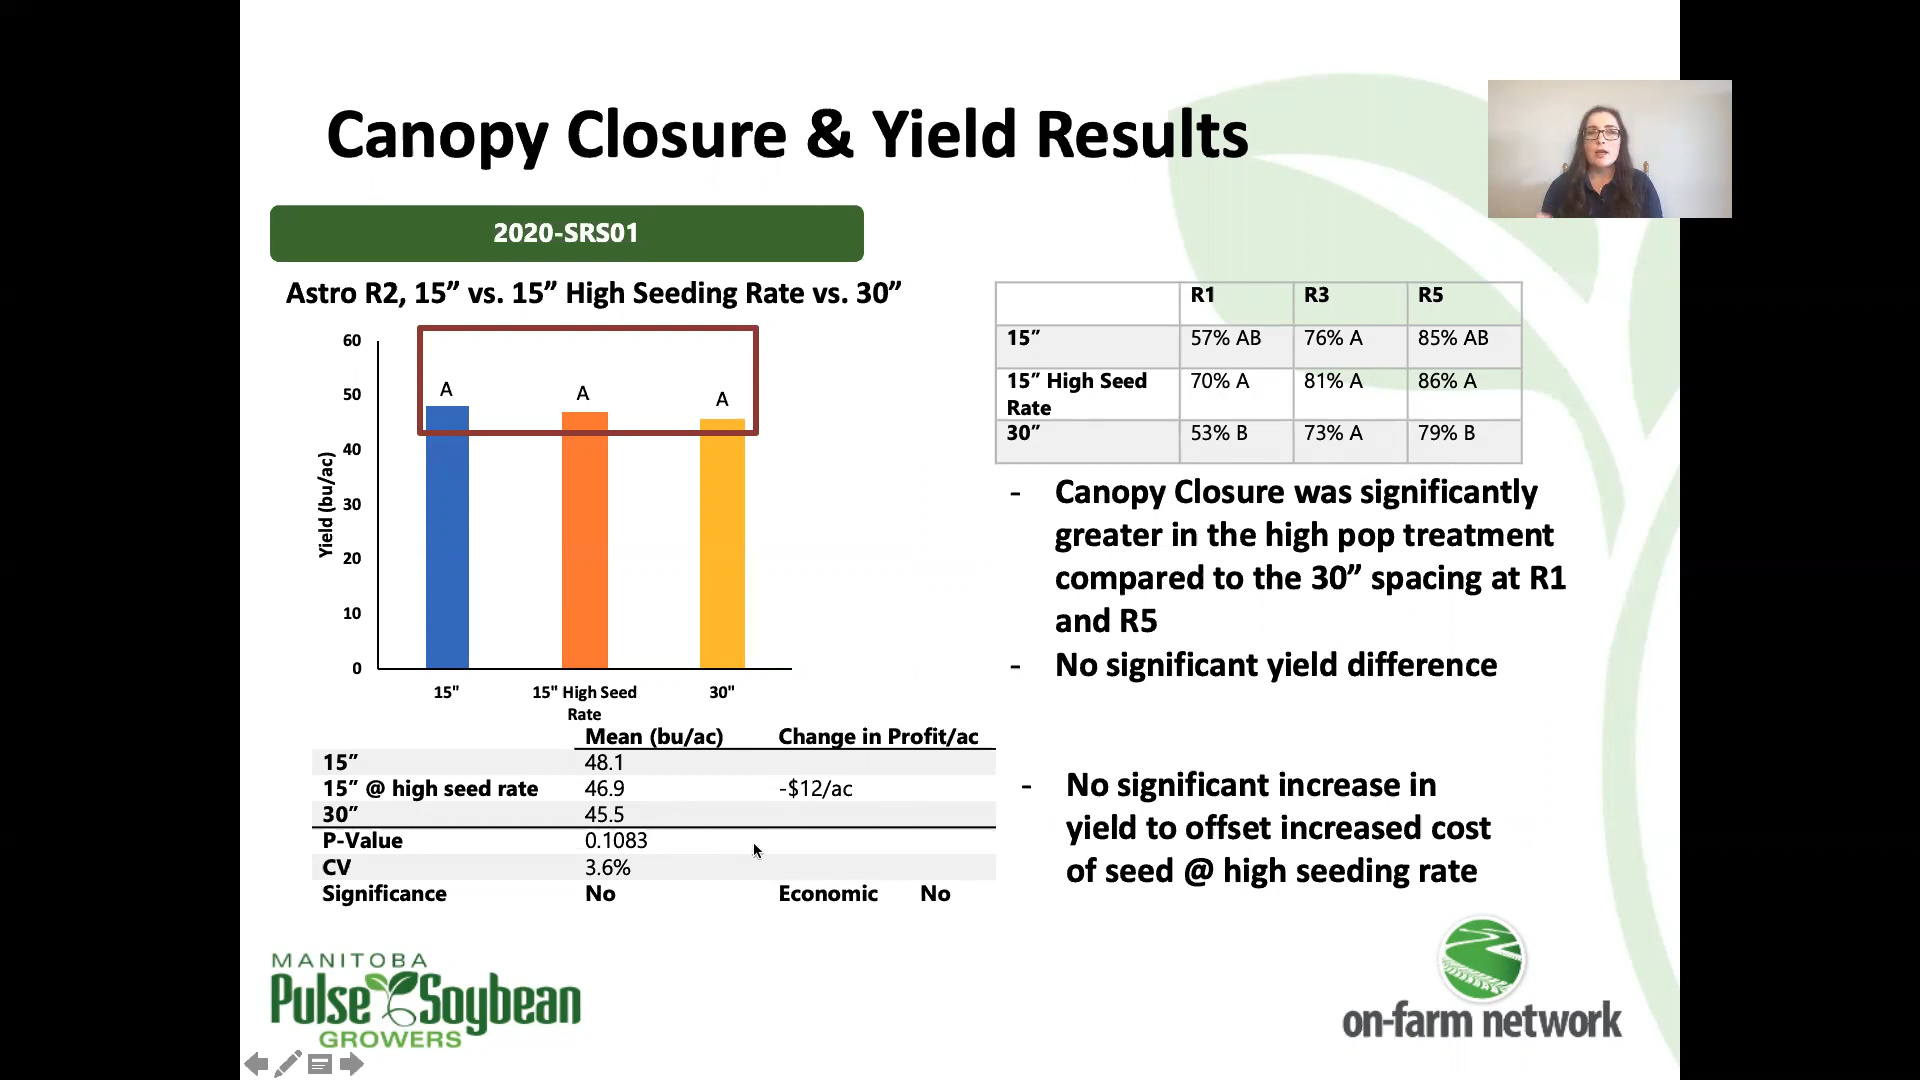 Canopy Closure & Yield Results
2020-SRS01
Astro R2, 15” vs. 15” High Seeding Rate vs. 30”
60
50
40
30
20
10
0
Yield (bu/ac)
A
A
A
15"
15" High Seed
Rate
30"
Mean (bu/ac) Change in Profit/ac
15” 48.1
15” @ high seed rate 46.9 -$12/ac
30” 45.5
P-Value 0.1083
CV 3.6%
Significance No Economic No
R1 R3 R5
15” 57% AB 76% A 85% AB
15” High Seed 70% A 81% A 86% A
Rate
30” 53% B 73% A 79% B
- Canopy Closure was significantly
greater in the high pop treatment
compared to the 30” spacing at R1
and R5
- No significant yield difference
- No significant increase in
yield to offset increased cost
of seed @ high seeding rate
MANITOBA
Pulse Soybean
GROWERS
on-farm network